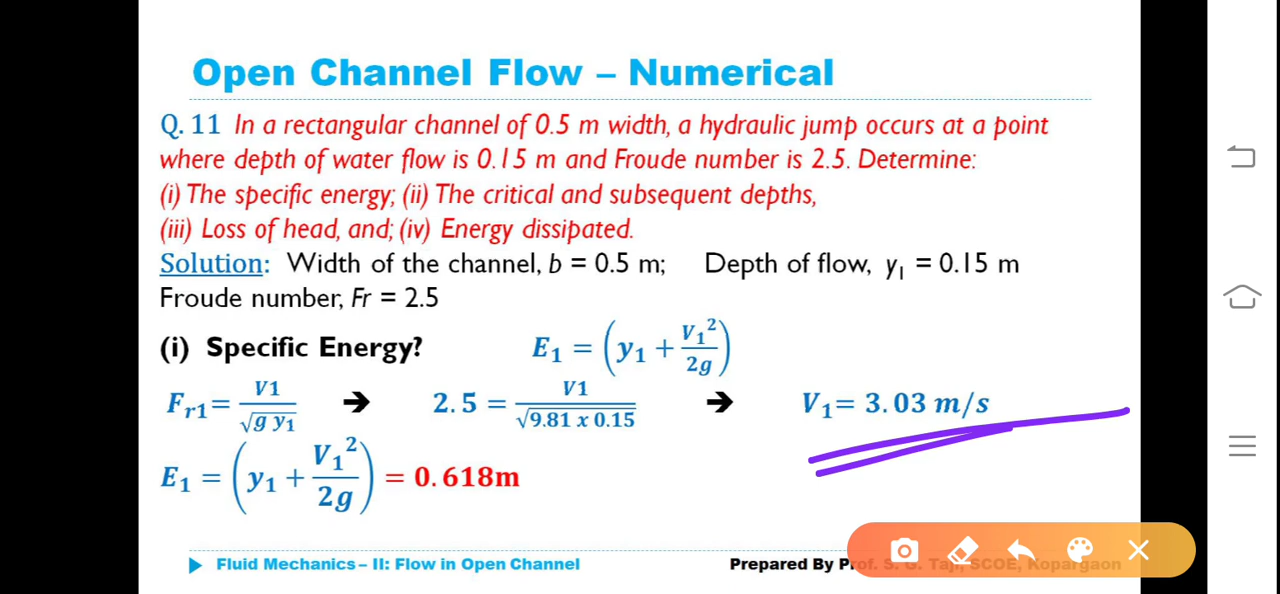 Open Channel Flow – Numerical
Q. 11 In a rectangular channel of 0.5 m width, a hydraulic jump occurs at a point
where depth of water flow is 0.15 m and Froude number is 2.5. Determine:
(i) The specific energy; (ii) The critical and subsequent depths,
(iii) Loss of head, and; (iv) Energy dissipated.
Solution: Width of the channel, b = 0.5 m; Depth of flow, y₁ = 0.15 m
Froude number, Fr = 2.5
(i) Specific Energy? E₁ = (y₁ + V₁²/2g)
Fr₁= V1/√(g y₁) ➔ 2.5 = V1/√(9.81 x 0.15) ➔ V₁= 3.03 m/s
E₁ = (y₁ + V₁²/2g) = 0.618m
Fluid Mechanics – II: Flow in Open Channel Prepared By Prof. S. G. Taji, SCOE, Kopargaon